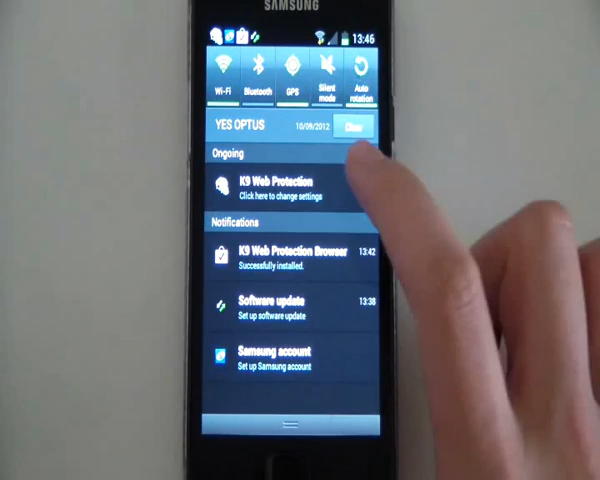 SAMSUNG
13:46
Wi-Fi
Bluetooth
GPS
Silent mode
Auto rotation
YES OPTUS 10/09/2012 Clear
Ongoing
K9 Web Protection
Click here to change settings
Notifications
K9 Web Protection Browser 13:42
Successfully installed.
Software update 13:38
Set up software update
Samsung account
Set up Samsung account